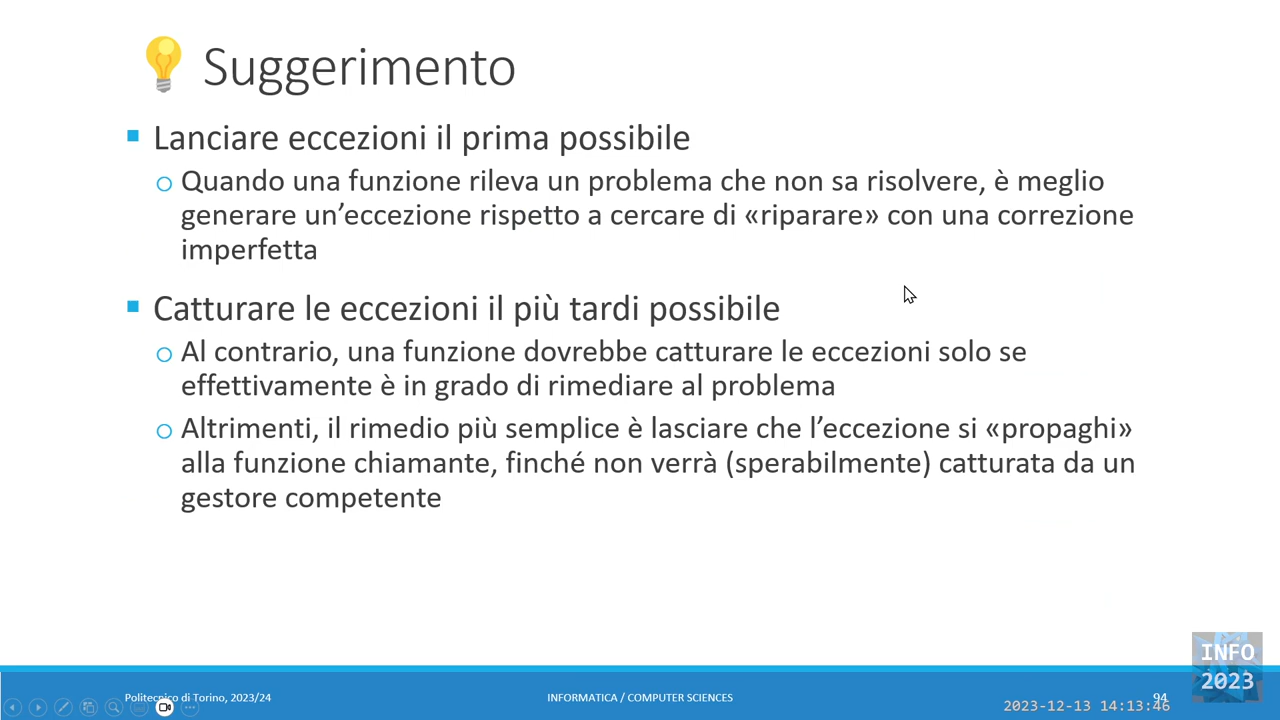 Suggerimento
Lanciare eccezioni il prima possibile
Quando una funzione rileva un problema che non sa risolvere, è meglio
generare un’eccezione rispetto a cercare di «riparare» con una correzione
imperfetta
Catturare le eccezioni il più tardi possibile
Al contrario, una funzione dovrebbe catturare le eccezioni solo se
effettivamente è in grado di rimediare al problema
Altrimenti, il rimedio più semplice è lasciare che l’eccezione si «propaghi»
alla funzione chiamante, finché non verrà (sperabilmente) catturata da un
gestore competente
INFO
2023
Politecnico di Torino, 2023/24
INFORMATICA / COMPUTER SCIENCES
94
2023-12-13 14:13:46